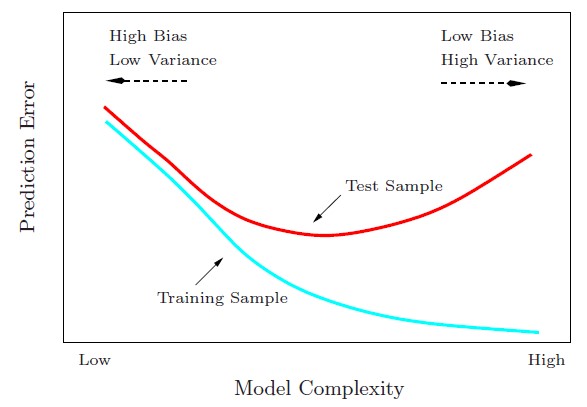 High Bias
Low Variance
Low Bias
High Variance
Prediction Error
Test Sample
Training Sample
Low
High
Model Complexity